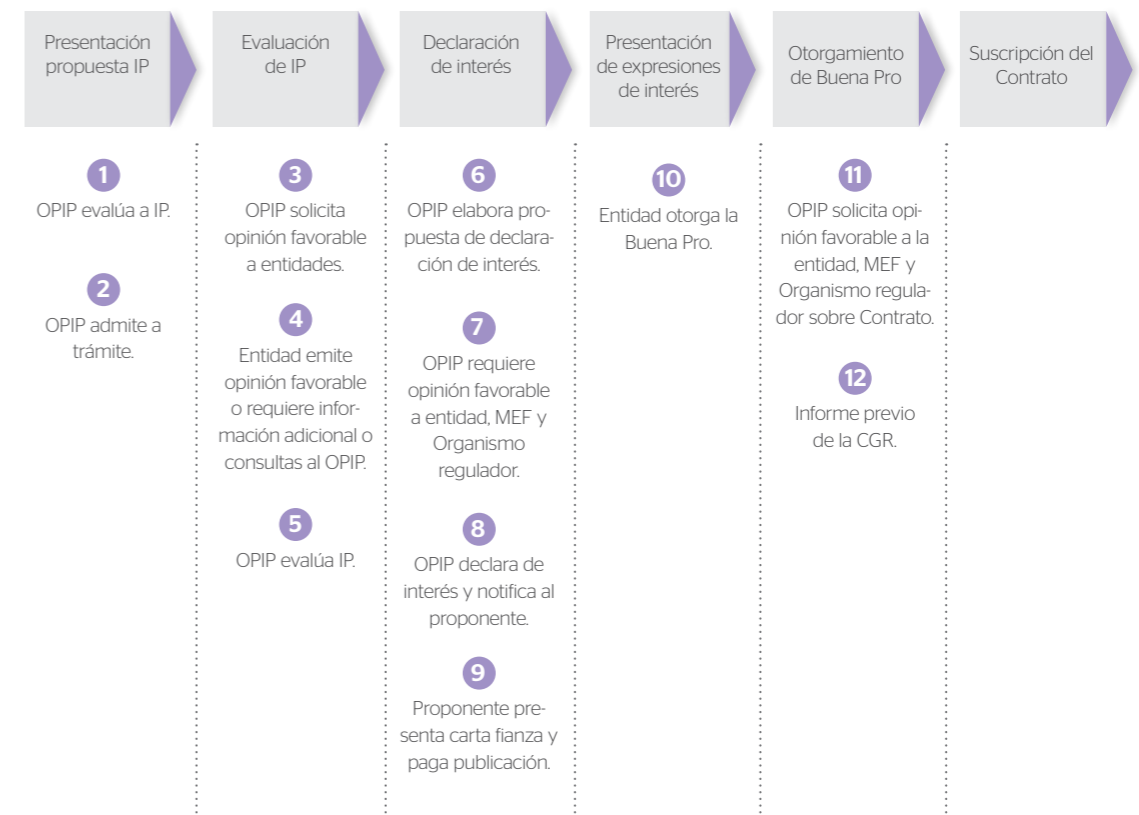 Presentación
propuesta IP
Evaluación
de IP
Declaración
de interés
Presentación
de expresiones
de interés
Otorgamiento
de Buena Pro
Suscripción del
Contrato
1
OPIP evalúa a IP.
2
OPIP admite a
trámite.
3
OPIP solicita
opinión favorable
a entidades.
4
Entidad emite
opinión favorable
o requiere infor-
mación adicional o
consultas al OPIP.
5
OPIP evalúa IP.
6
OPIP elabora pro-
puesta de declara-
ción de interés.
7
OPIP requiere
opinión favorable
a entidad, MEF y
Organismo
regulador.
8
OPIP declara de
interés y notifica al
proponente.
9
Proponente pre-
senta carta fianza y
paga publicación.
10
Entidad otorga la
Buena Pro.
11
OPIP solicita opi-
nión favorable a la
entidad, MEF y
Organismo regula-
dor sobre Contrato.
12
Informe previo
de la CGR.